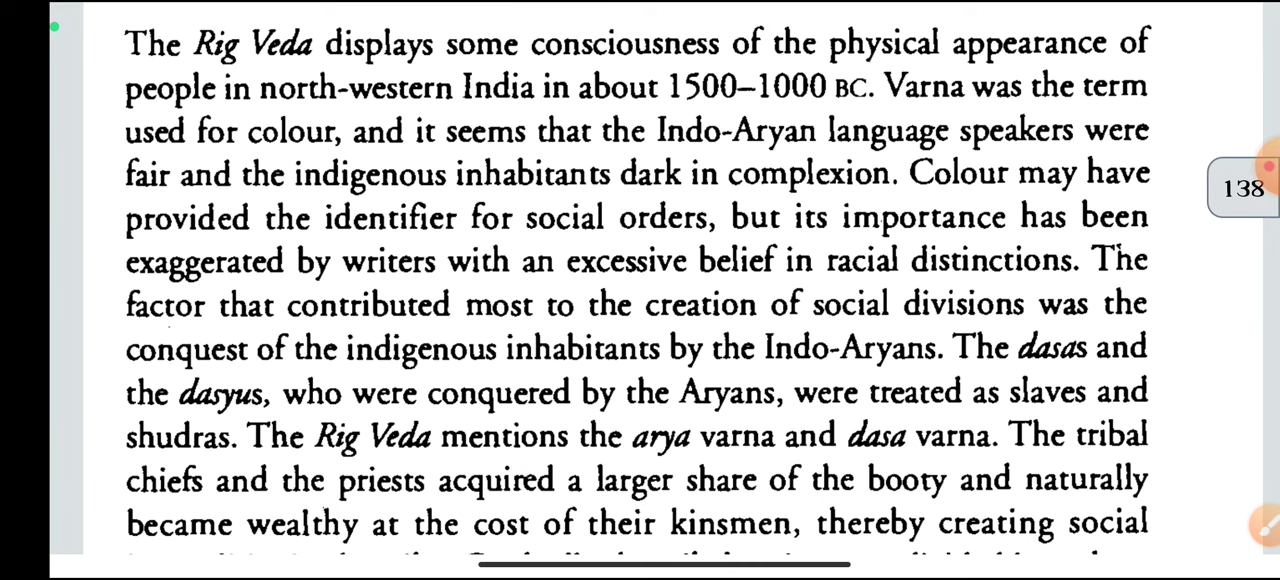 The Rig Veda displays some consciousness of the physical appearance of
people in north-western India in about 1500–1000 BC. Varna was the term
used for colour, and it seems that the Indo-Aryan language speakers were
fair and the indigenous inhabitants dark in complexion. Colour may have
provided the identifier for social orders, but its importance has been
exaggerated by writers with an excessive belief in racial distinctions. The
factor that contributed most to the creation of social divisions was the
conquest of the indigenous inhabitants by the Indo-Aryans. The dasas and
the dasyus, who were conquered by the Aryans, were treated as slaves and
shudras. The Rig Veda mentions the arya varna and dasa varna. The tribal
chiefs and the priests acquired a larger share of the booty and naturally
became wealthy at the cost of their kinsmen, thereby creating social
138